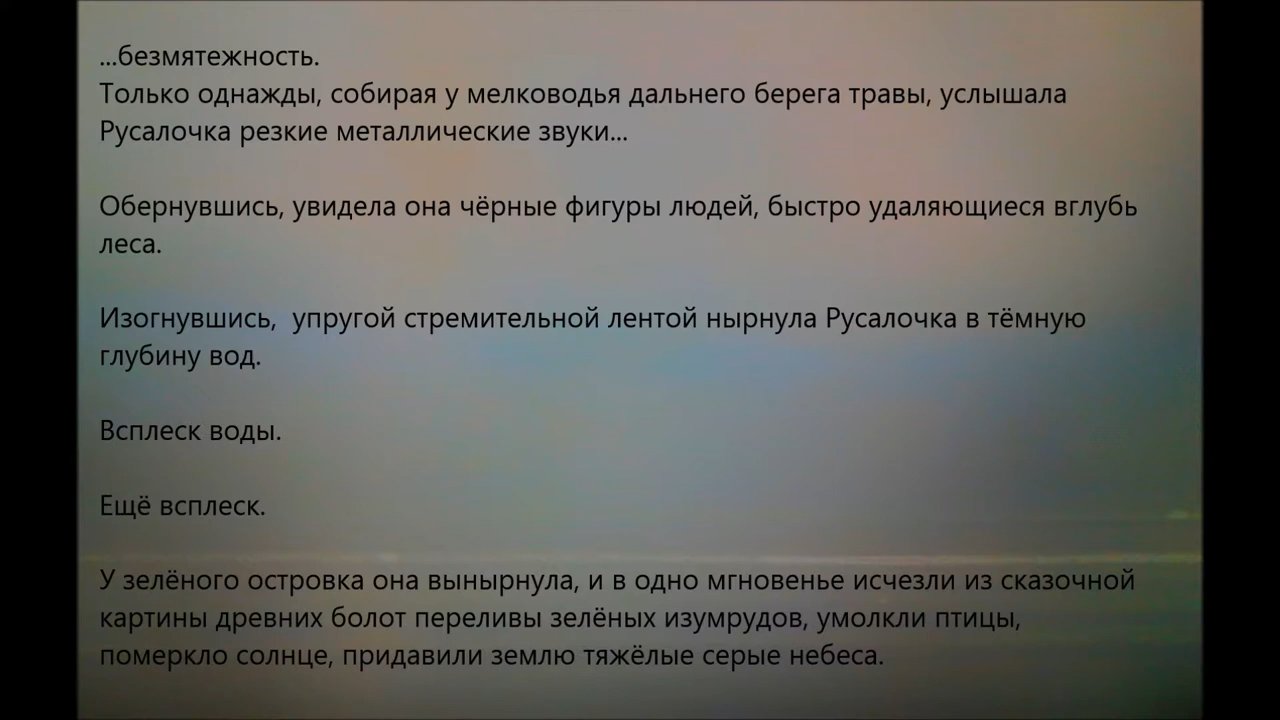 ...безмятежность.
Только однажды, собирая у мелководья дальнего берега травы, услышала
Русалочка резкие металлические звуки...
Обернувшись, увидела она чёрные фигуры людей, быстро удаляющиеся вглубь
леса.
Изогнувшись,  упругой стремительной лентой нырнула Русалочка в тёмную
глубину вод.
Всплеск воды.
Ещё всплеск.
У зелёного островка она вынырнула, и в одно мгновенье исчезли из сказочной
картины древних болот переливы зелёных изумрудов, умолкли птицы,
померкло солнце, придавили землю тяжёлые серые небеса.